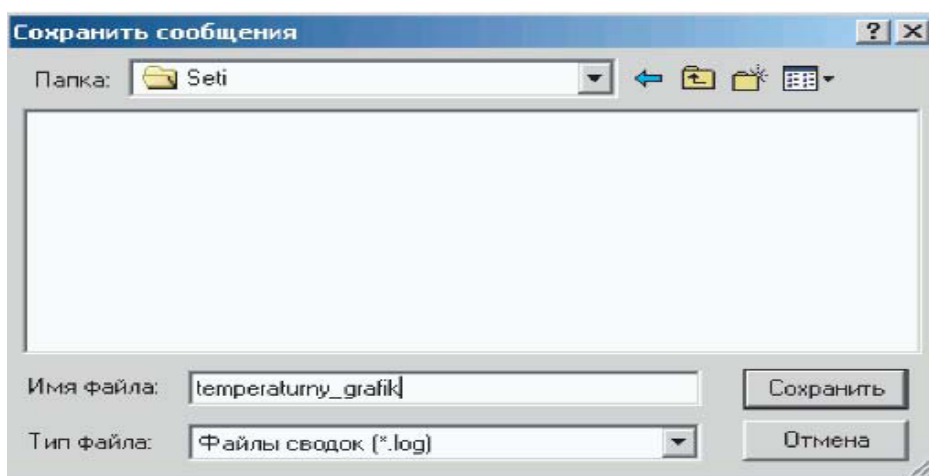 Сохранить сообщения
Папка: Seti
Имя файла: temperaturny_grafik
Сохранить
Тип файла: Файлы сводок (*.log)
Отмена